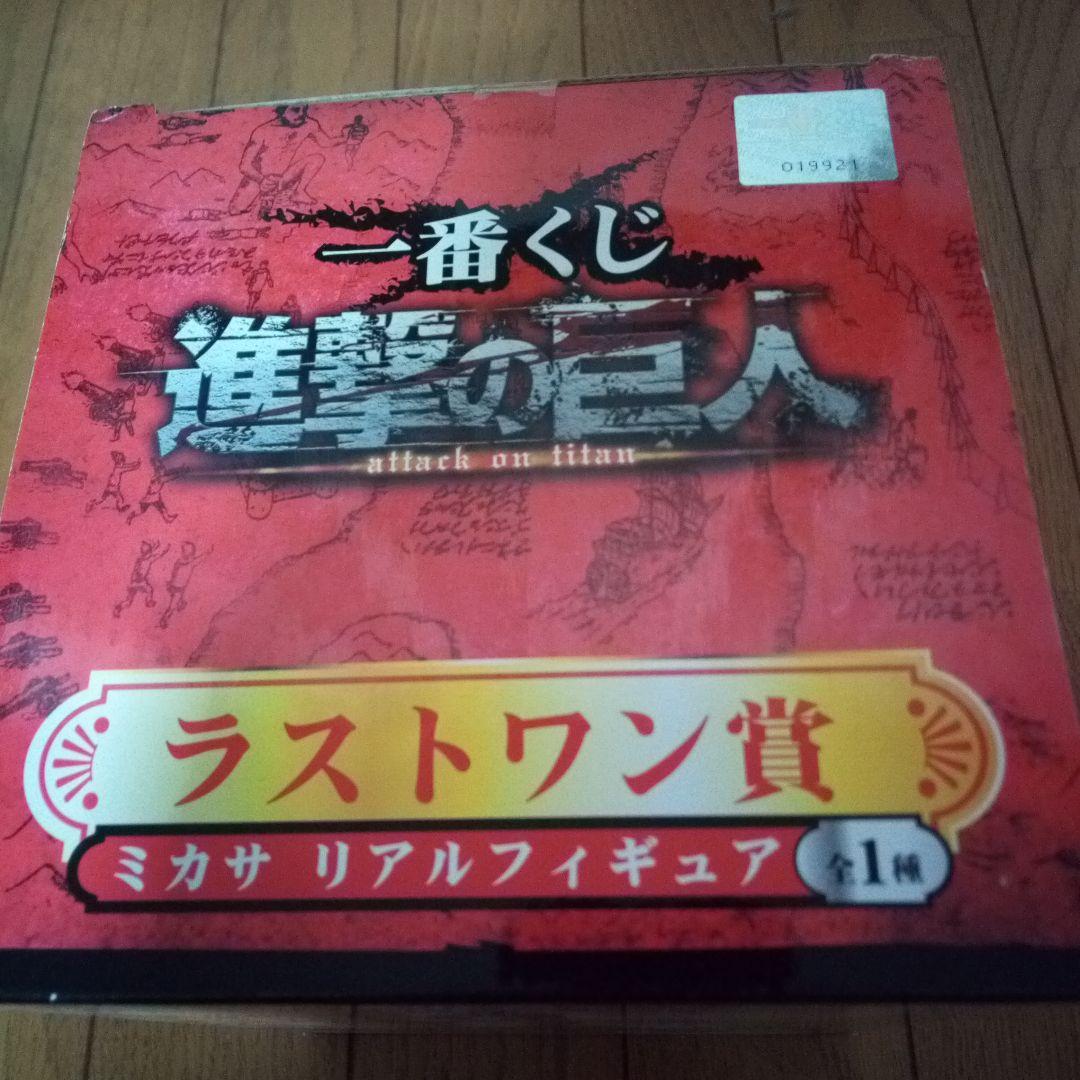 019921
一番くじ
進撃の巨人
attack on titan
ラストワン賞
ミカサ リアルフィギュア 全1種